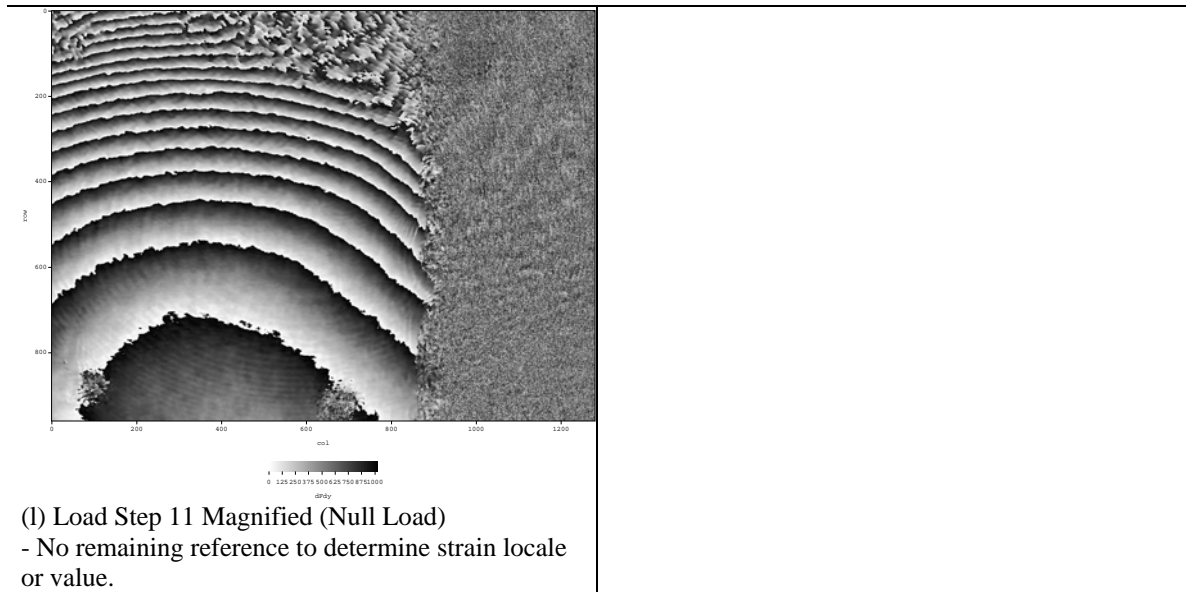 0
200
400
600
800
row
0 200 400 600 800 1000 1200
col
0 125 250 375 500 625 750 875 1000
dPdy
(l) Load Step 11 Magnified (Null Load)
- No remaining reference to determine strain locale
or value.